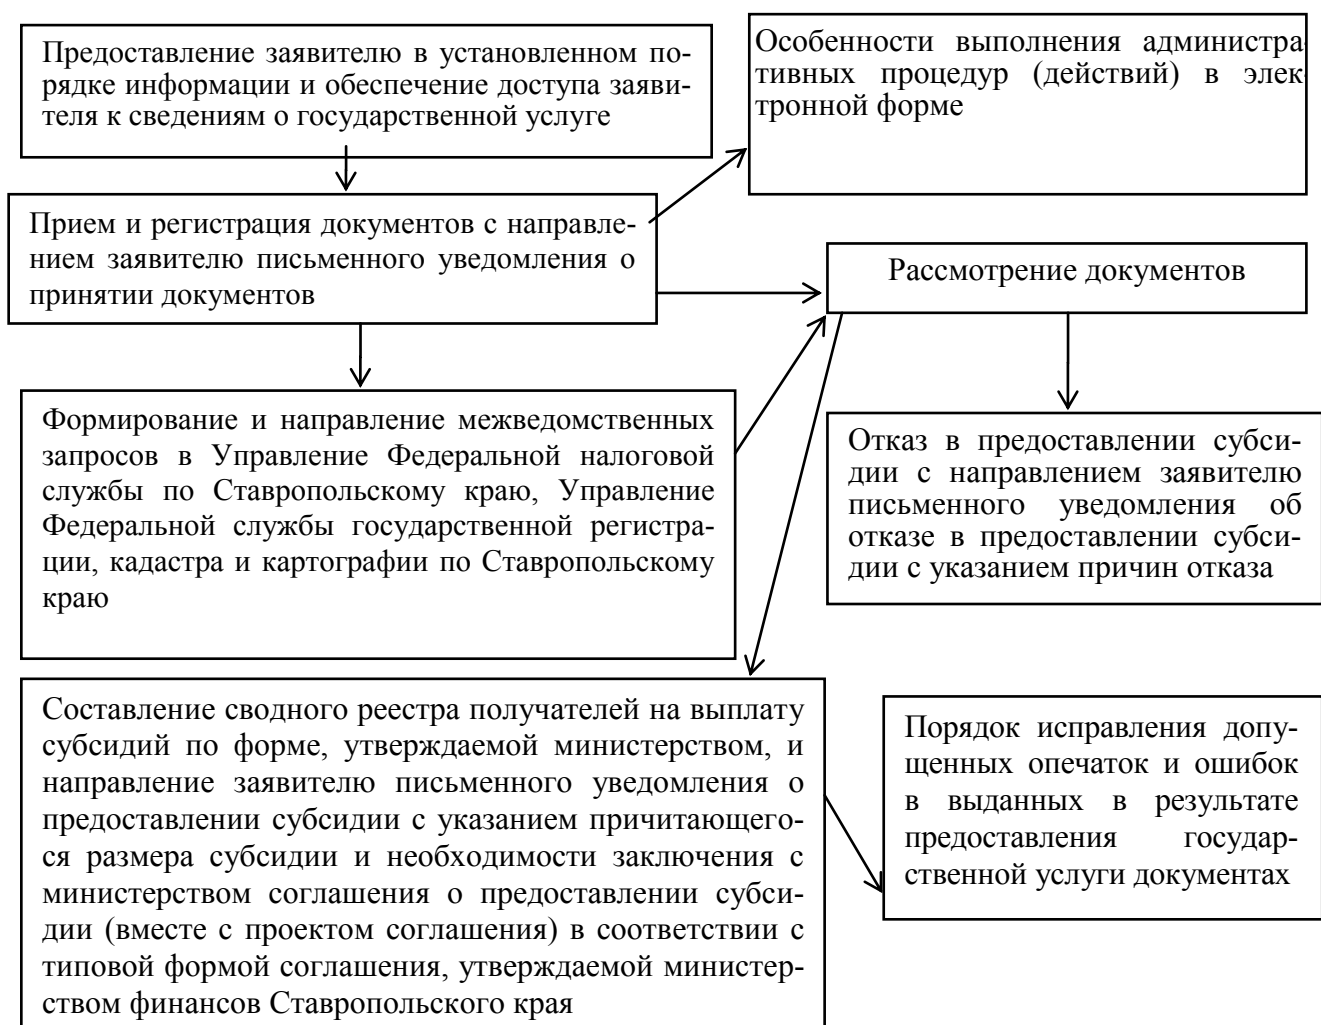 Предоставление заявителю в установленном по-
рядке информации и обеспечение доступа заяви-
теля к сведениям о государственной услуге
Особенности выполнения администра-
тивных процедур (действий) в элек-
тронной форме
Прием и регистрация документов с направле-
нием заявителю письменного уведомления о
принятии документов
Рассмотрение документов
Формирование и направление межведомственных
запросов в Управление Федеральной налоговой
службы по Ставропольскому краю, Управление
Федеральной службы государственной регистра-
ции, кадастра и картографии по Ставропольскому
краю
Отказ в предоставлении субси-
дии с направлением заявителю
письменного уведомления об
отказе в предоставлении субси-
дии с указанием причин отказа
Составление сводного реестра получателей на выплату
субсидий по форме, утверждаемой министерством, и
направление заявителю письменного уведомления о
предоставлении субсидии с указанием причитающего-
ся размера субсидии и необходимости заключения с
министерством соглашения о предоставлении субси-
дии (вместе с проектом соглашения) в соответствии с
типовой формой соглашения, утверждаемой министер-
ством финансов Ставропольского края
Порядок исправления допу-
щенных опечаток и ошибок
в выданных в результате
предоставления государ-
ственной услуги документах